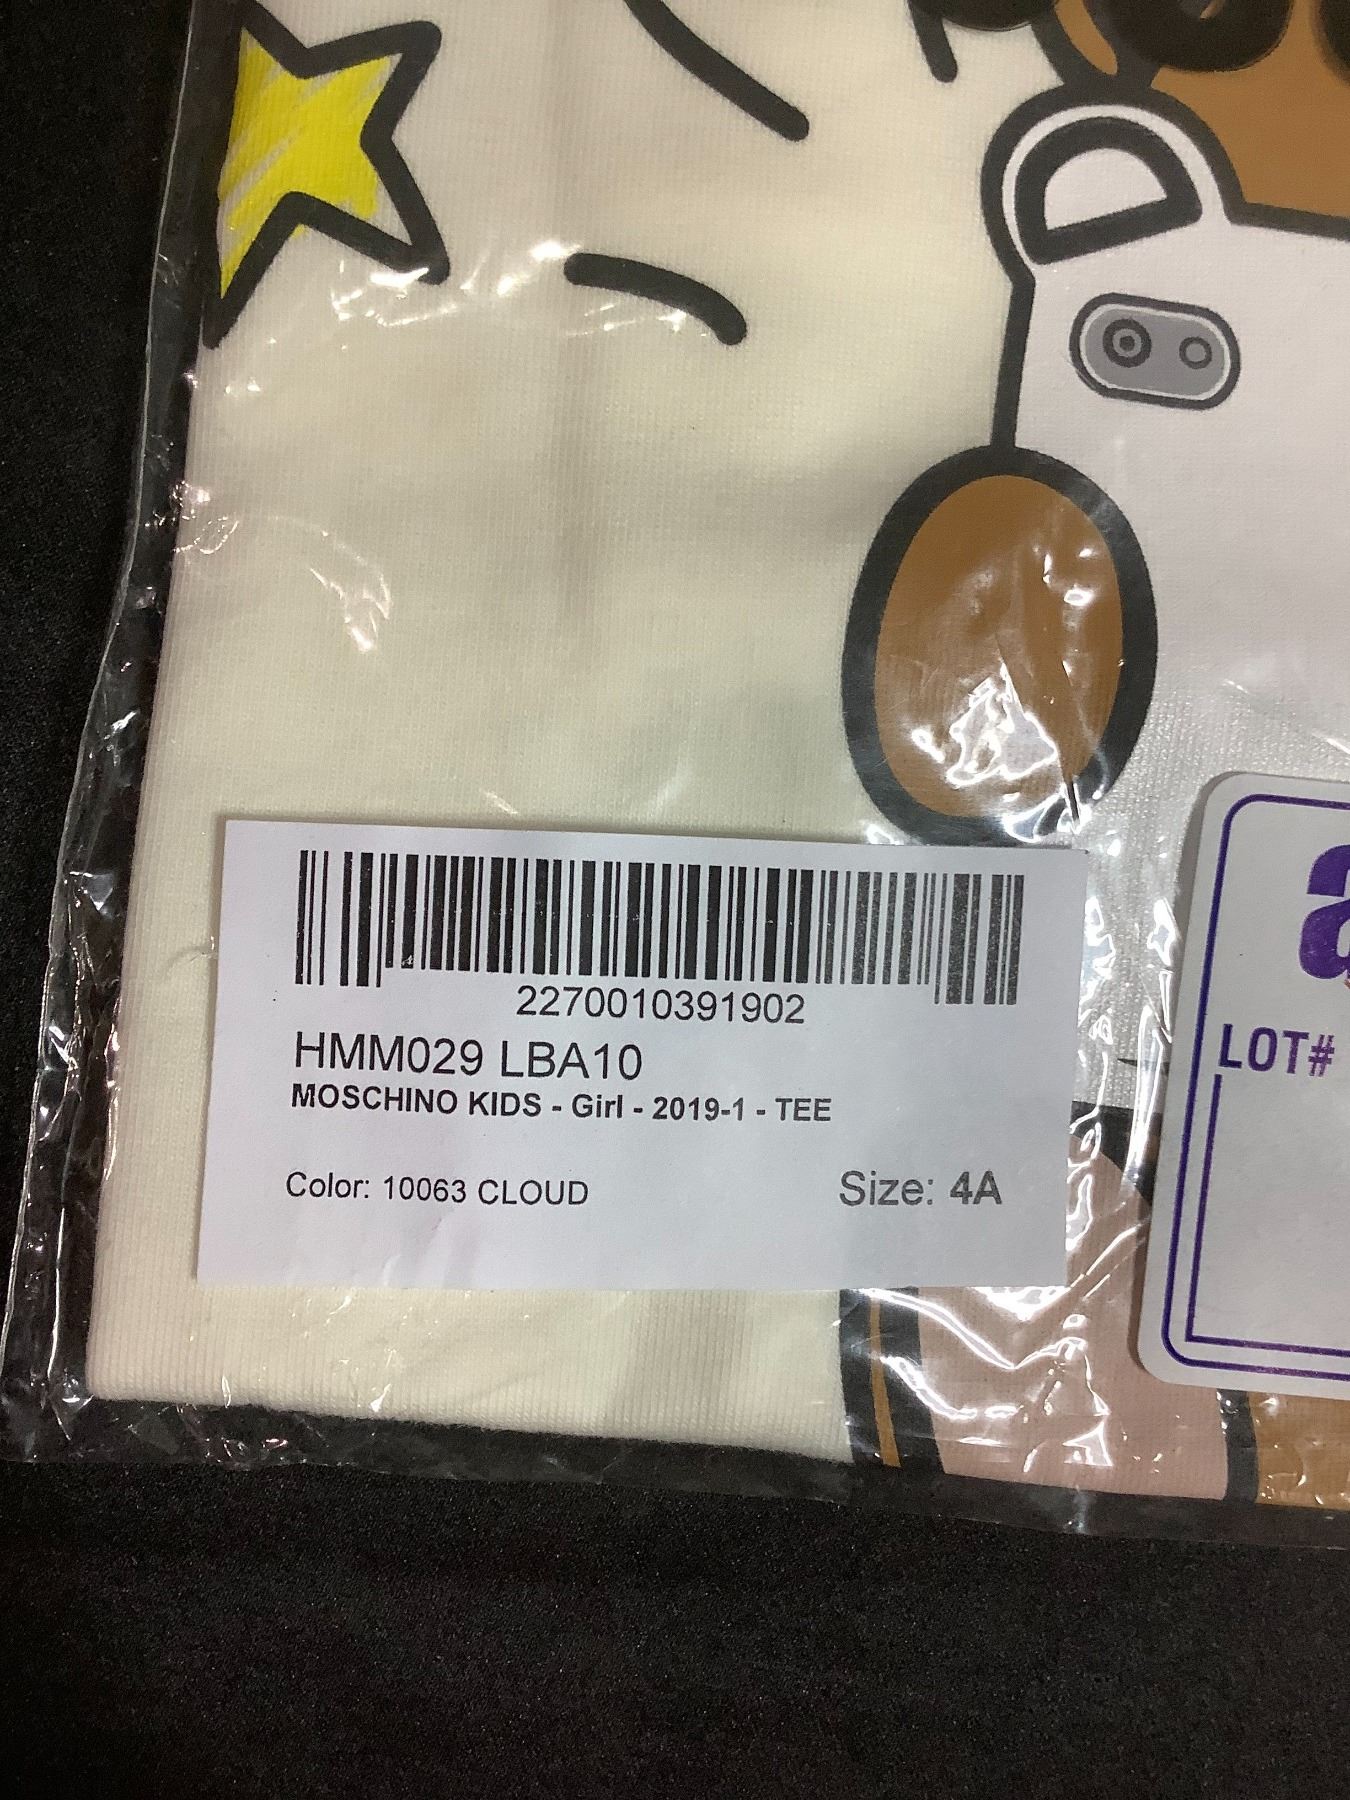 2270010391902
HMM029 LBA10
MOSCHINO KIDS - Girl - 2019-1 - TEE
Color: 10063 CLOUD Size: 4A
LOT#